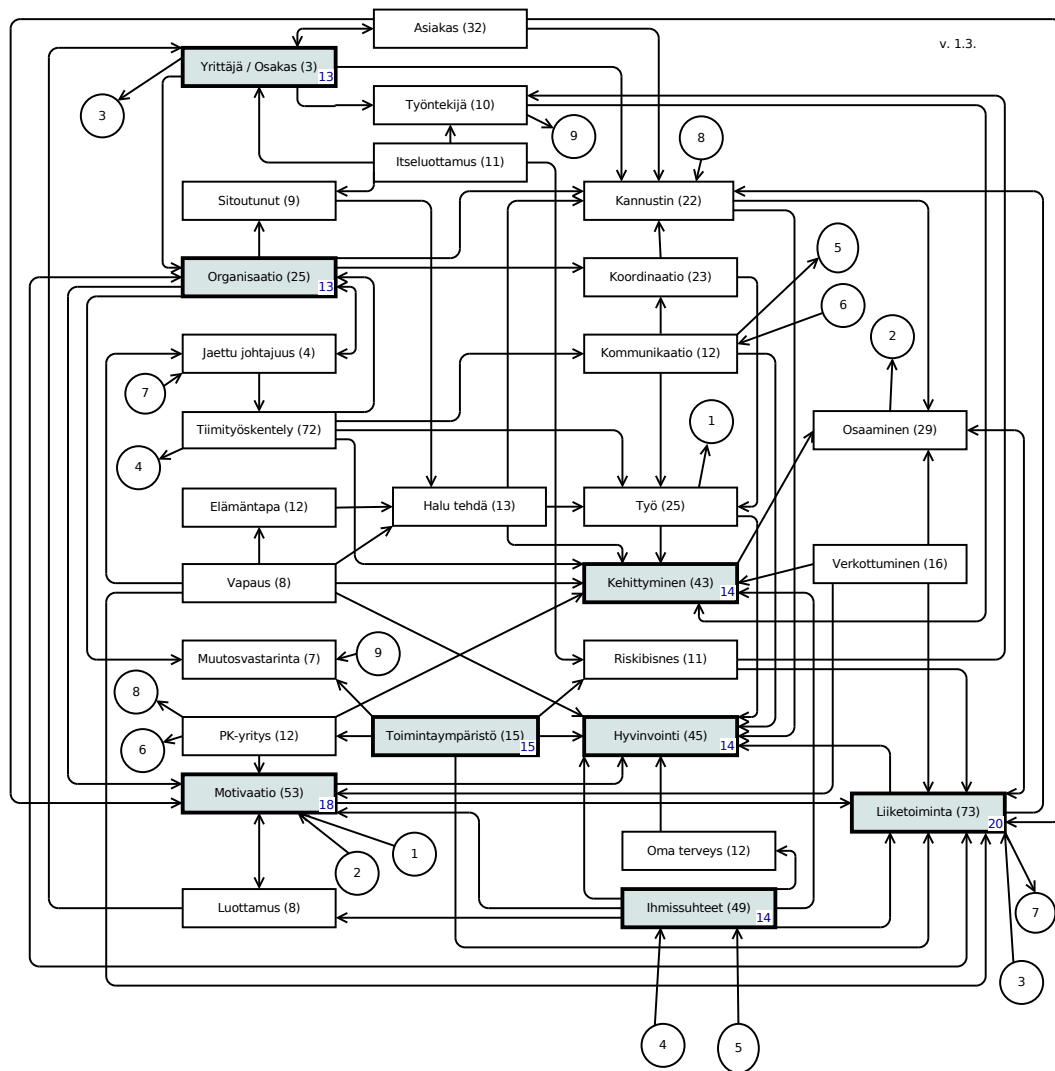 Asiakas (32)
v. 1.3.
Yrittäjä / Osakas (3)
13
Työntekijä (10)
3
9
8
Itseluottamus (11)
Sitoutunut (9)
Kannustin (22)
5
Organisaatio (25)
13
Koordinaatio (23)
6
2
Jaettu johtajuus (4)
Kommunikaatio (12)
7
1
Tiimityöskentely (72)
Osaaminen (29)
4
Elämäntapa (12)
Halu tehdä (13)
Työ (25)
Vapaus (8)
Kehittyminen (43)
14
Verkottuminen (16)
Muutosvastarinta (7)
9
Riskibisnes (11)
8
6
PK-yritys (12)
Toimintaympäristö (15)
15
Hyvinvointi (45)
14
Motivaatio (53)
18
Liiketoiminta (73)
20
1
2
Oma terveys (12)
Luottamus (8)
Ihmissuhteet (49)
14
7
3
4
5